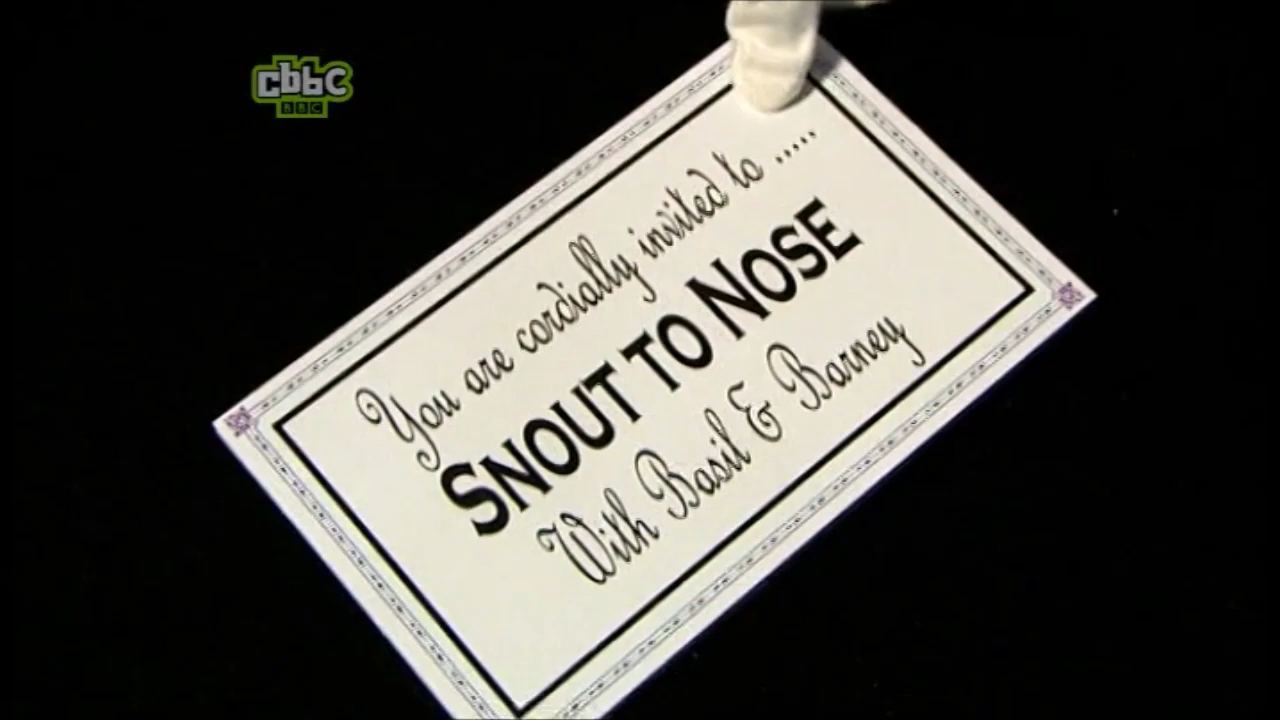 cbbc
BBC
You are cordially invited to .....
SNOUT TO NOSE
With Basil & Barney